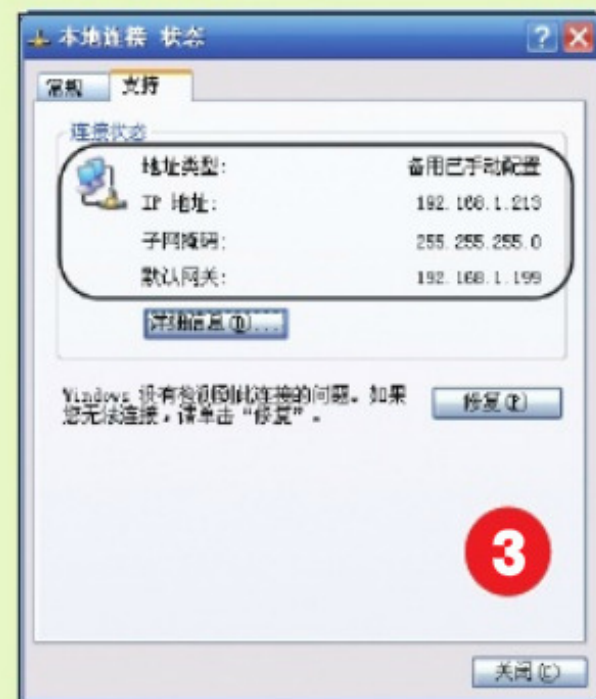 本地连接 状态
常规 支持
连接状态
地址类型: 备用已手动配置
IP 地址: 192.168.1.213
子网掩码: 255.255.255.0
默认网关: 192.168.1.199
详细信息(D)...
Windows 没有检测到此连接的问题。如果
您无法连接,请单击“修复”。
修复(P)
3
关闭(C)